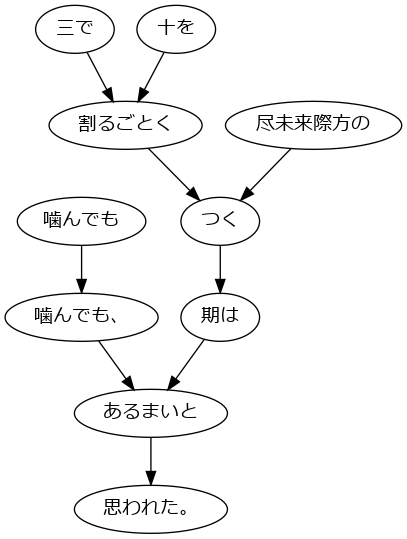 三で
十を
割るごとく
尽未来際方の
噛んでも
つく
噛んでも、
期は
あるまいと
思われた。